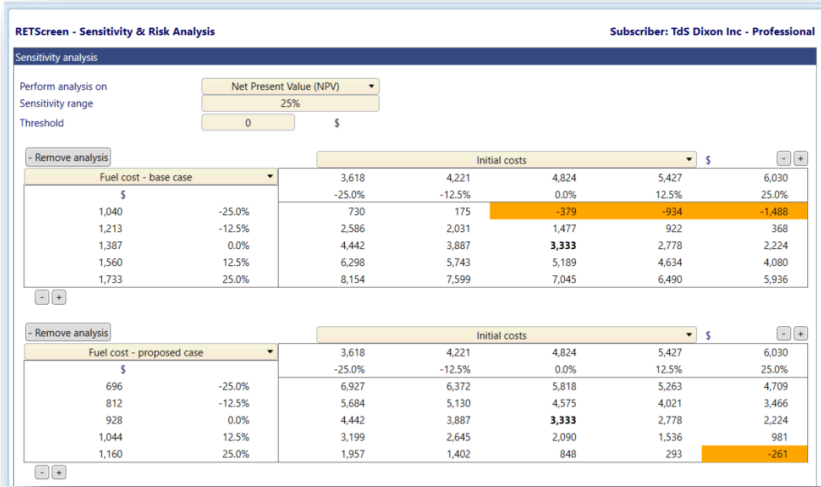 RETScreen - Sensitivity & Risk Analysis Subscriber: TdS Dixon Inc - Professional
Sensitivity analysis
Perform analysis on Net Present Value (NPV)
Sensitivity range 25%
Threshold 0 $
- Remove analysis Initial costs $ - +
Fuel cost - base case 3,618 4,221 4,824 5,427 6,030
$ -25.0% -12.5% 0.0% 12.5% 25.0%
1,040 -25.0% 730 175 -379 -934 -1,488
1,213 -12.5% 2,586 2,031 1,477 922 368
1,387 0.0% 4,442 3,887 3,333 2,778 2,224
1,560 12.5% 6,298 5,743 5,189 4,634 4,080
1,733 25.0% 8,154 7,599 7,045 6,490 5,936
- +
- Remove analysis Initial costs $ - +
Fuel cost - proposed case 3,618 4,221 4,824 5,427 6,030
$ -25.0% -12.5% 0.0% 12.5% 25.0%
696 -25.0% 6,927 6,372 5,818 5,263 4,709
812 -12.5% 5,684 5,130 4,575 4,021 3,466
928 0.0% 4,442 3,887 3,333 2,778 2,224
1,044 12.5% 3,199 2,645 2,090 1,536 981
1,160 25.0% 1,957 1,402 848 293 -261
- +